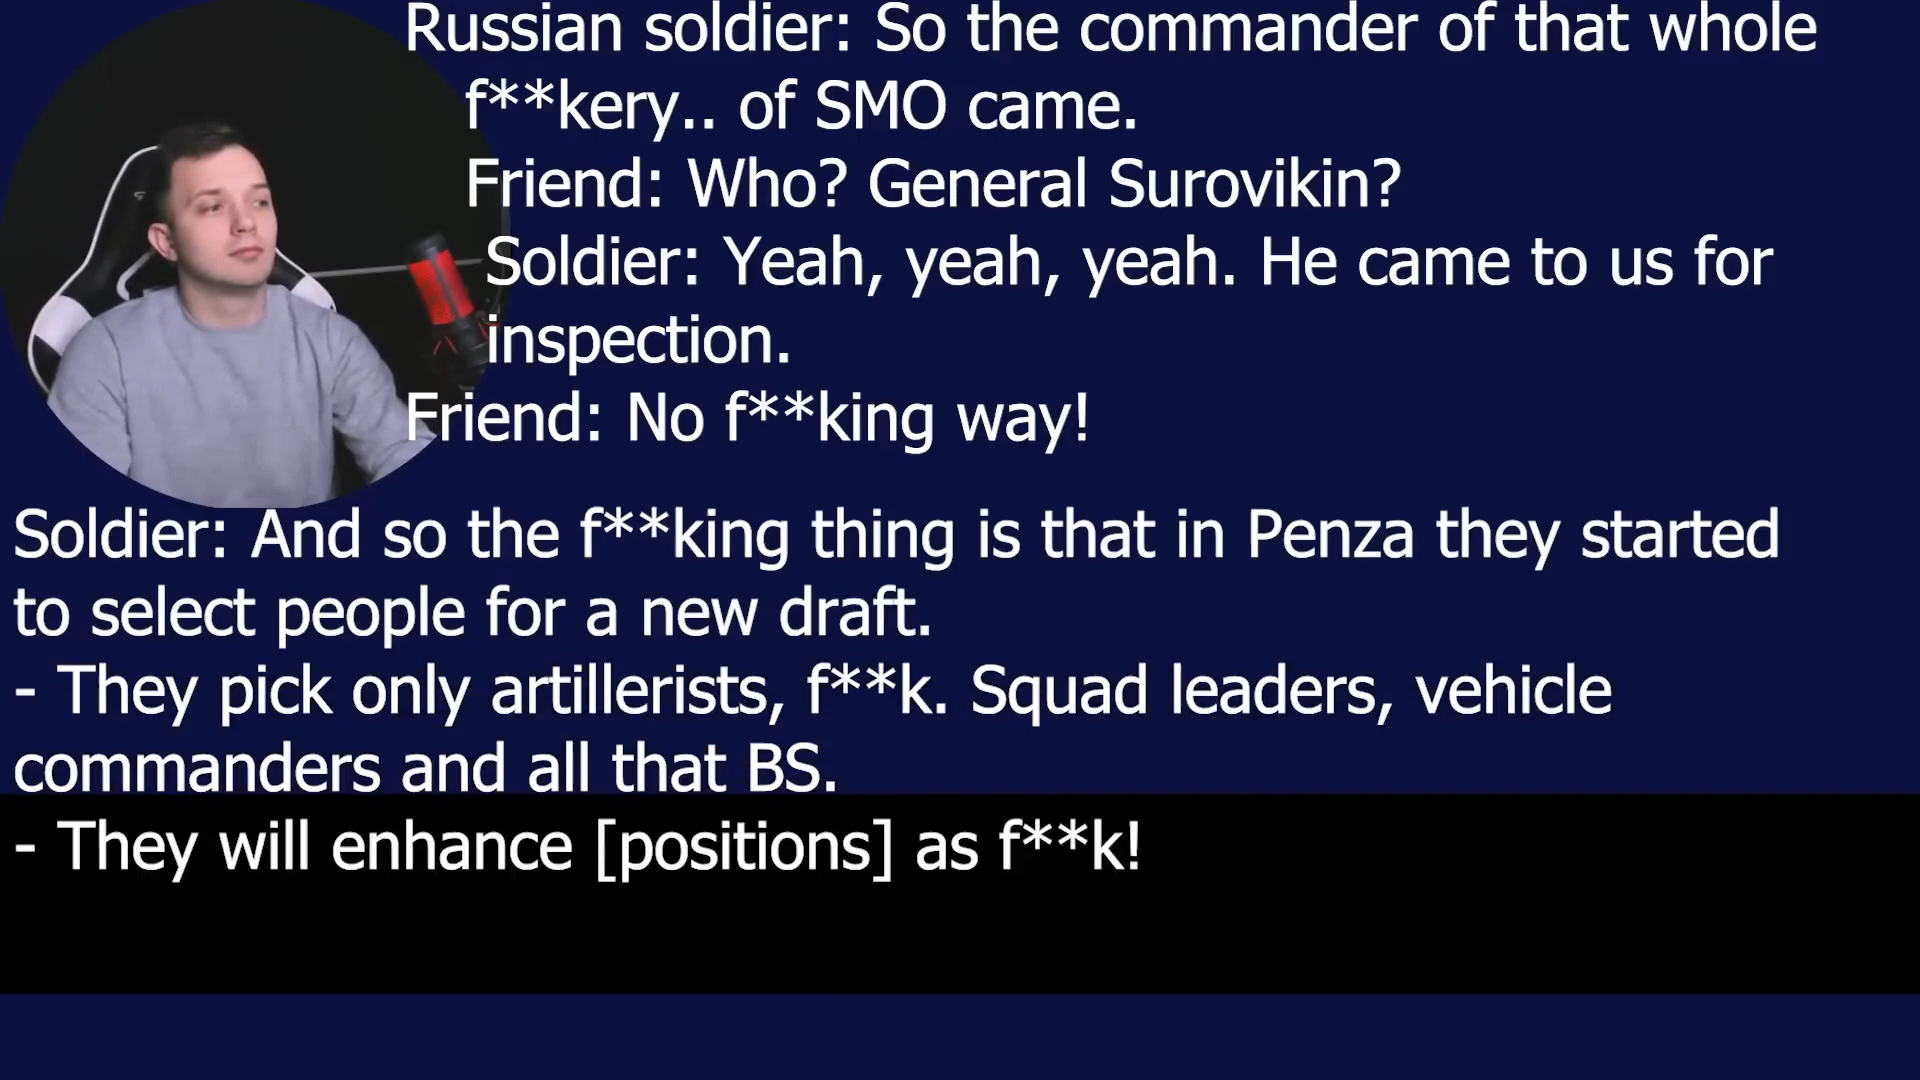 Russian soldier: So the commander of that whole
f**kery.. of SMO came.
Friend: Who? General Surovikin?
Soldier: Yeah, yeah, yeah. He came to us for
inspection.
Friend: No f**king way!
Soldier: And so the f**king thing is that in Penza they started
to select people for a new draft.
- They pick only artillerists, f**k. Squad leaders, vehicle
commanders and all that BS.
- They will enhance [positions] as f**k!